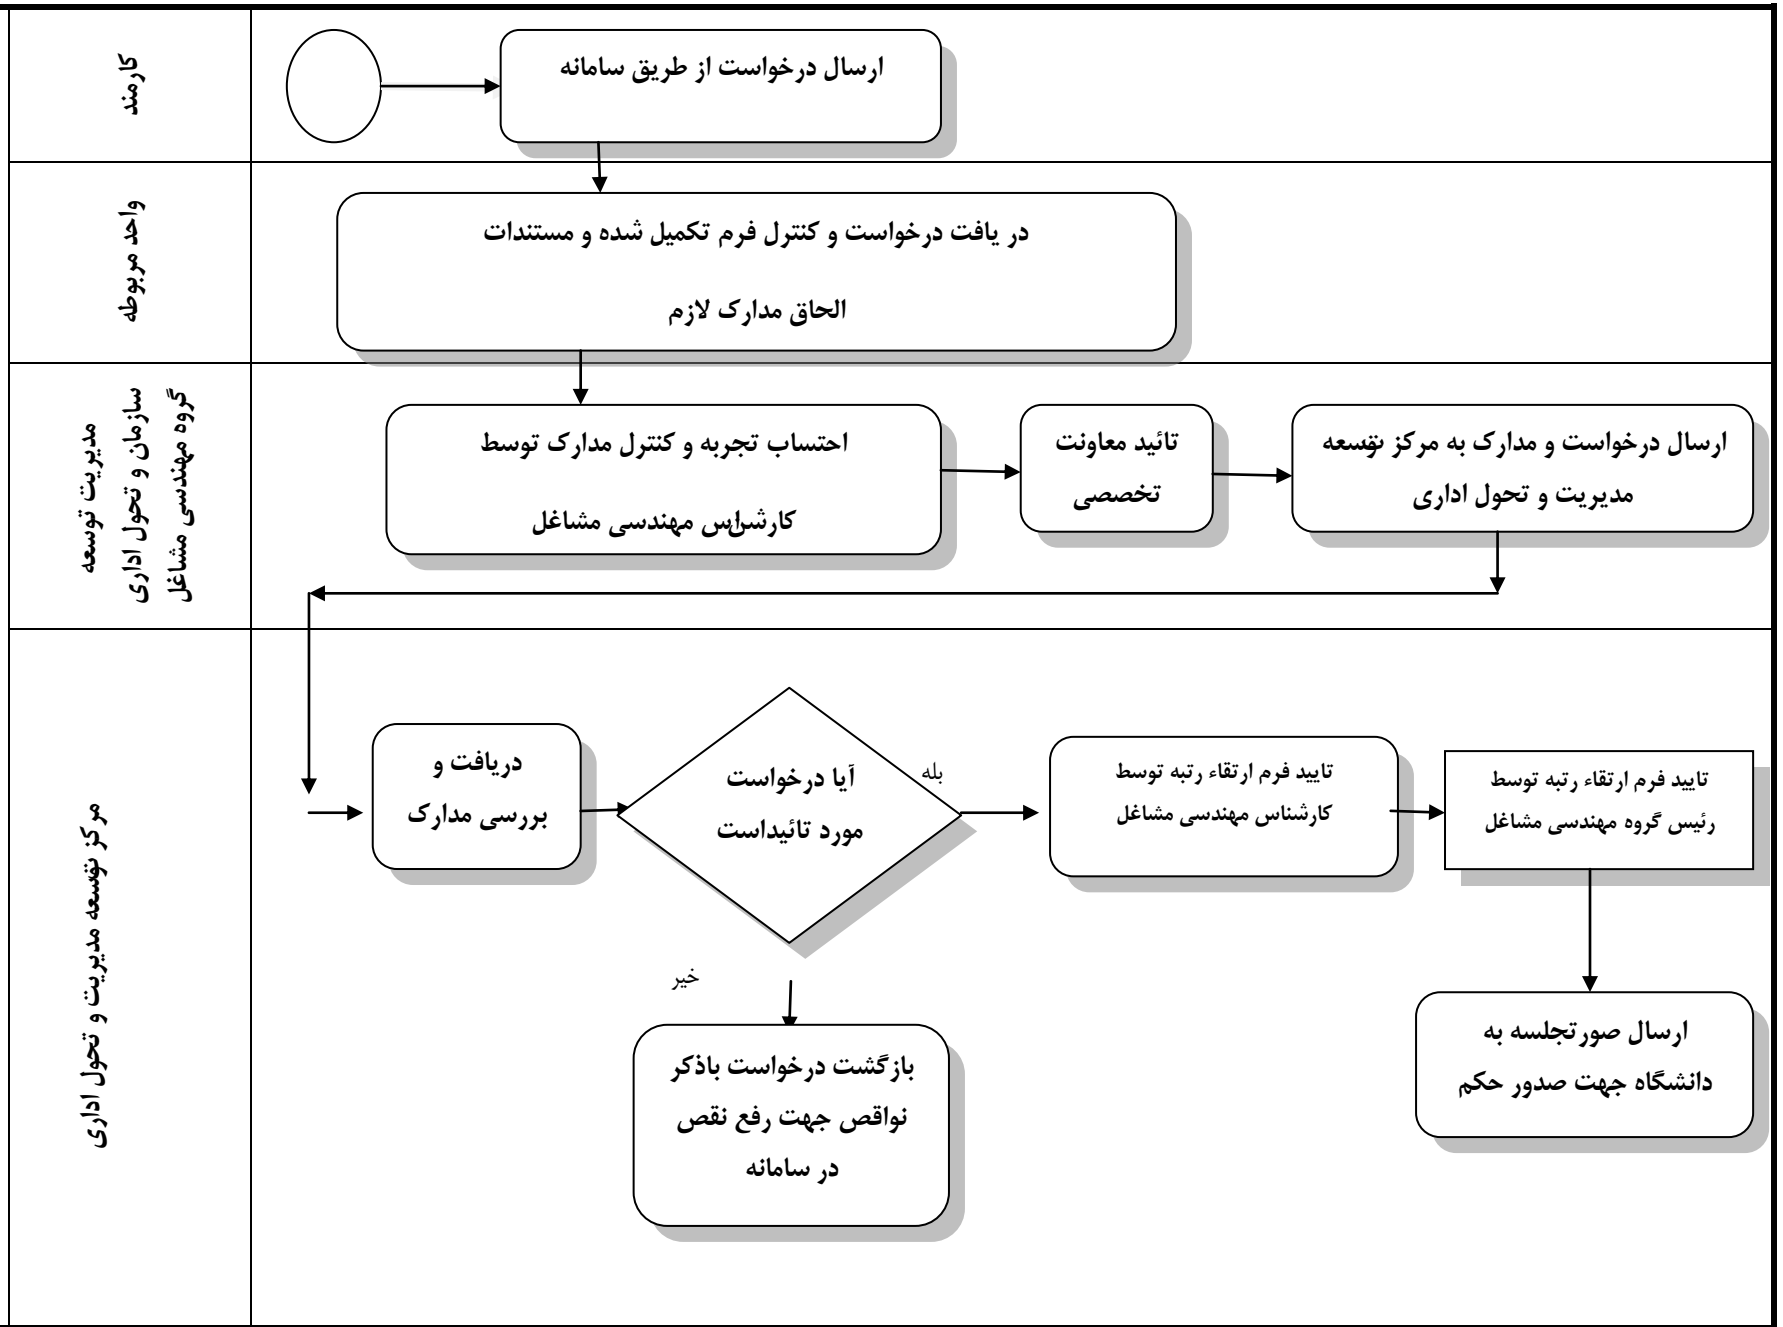 کارمند
ارسال درخواست از طریق سامانه
واحد مربوطه
در یافت درخواست و کنترل فرم تکمیل شده و مستندات
الحاق مدارک لازم
مدیریت توسعه
سازمان و تحول اداری
گروه مهندسی مشاغل
احتساب تجربه و کنترل مدارک توسط
کارشناس مهندسی مشاغل
تائید معاونت
تخصصی
ارسال درخواست و مدارک به مرکز توسعه
مدیریت و تحول اداری
مرکز توسعه مدیریت و تحول اداری
دریافت و
بررسی مدارک
آیا درخواست
مورد تائیداست
بله
خیر
تایید فرم ارتقاء رتبه توسط
کارشناس مهندسی مشاغل
تایید فرم ارتقاء رتبه توسط
رئیس گروه مهندسی مشاغل
بازگشت درخواست باذکر
نواقص جهت رفع نقص
در سامانه
ارسال صورتجلسه به
دانشگاه جهت صدور حکم